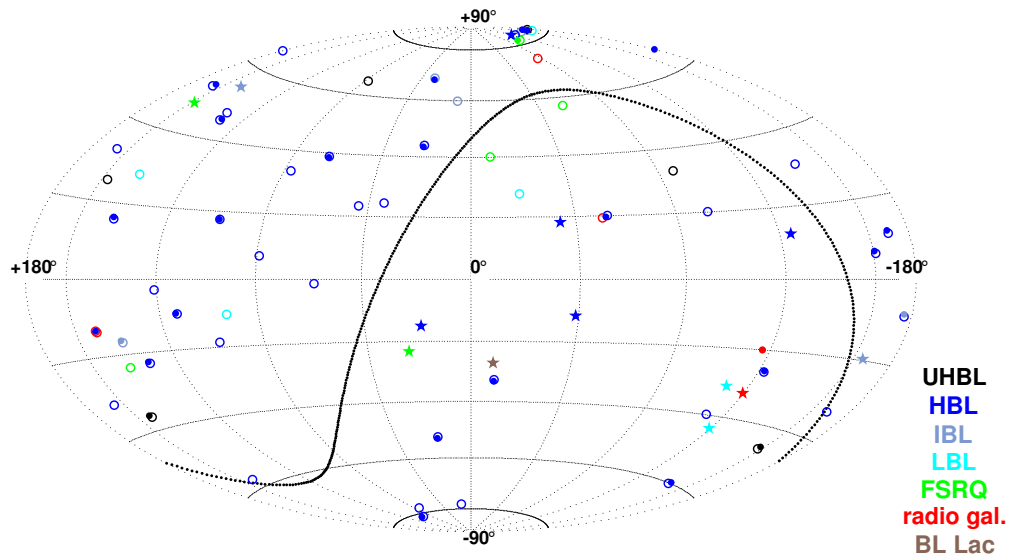 +90°
+180°
0°
-180°
-90°
UHBL
HBL
IBL
LBL
FSRQ
radio gal.
BL Lac